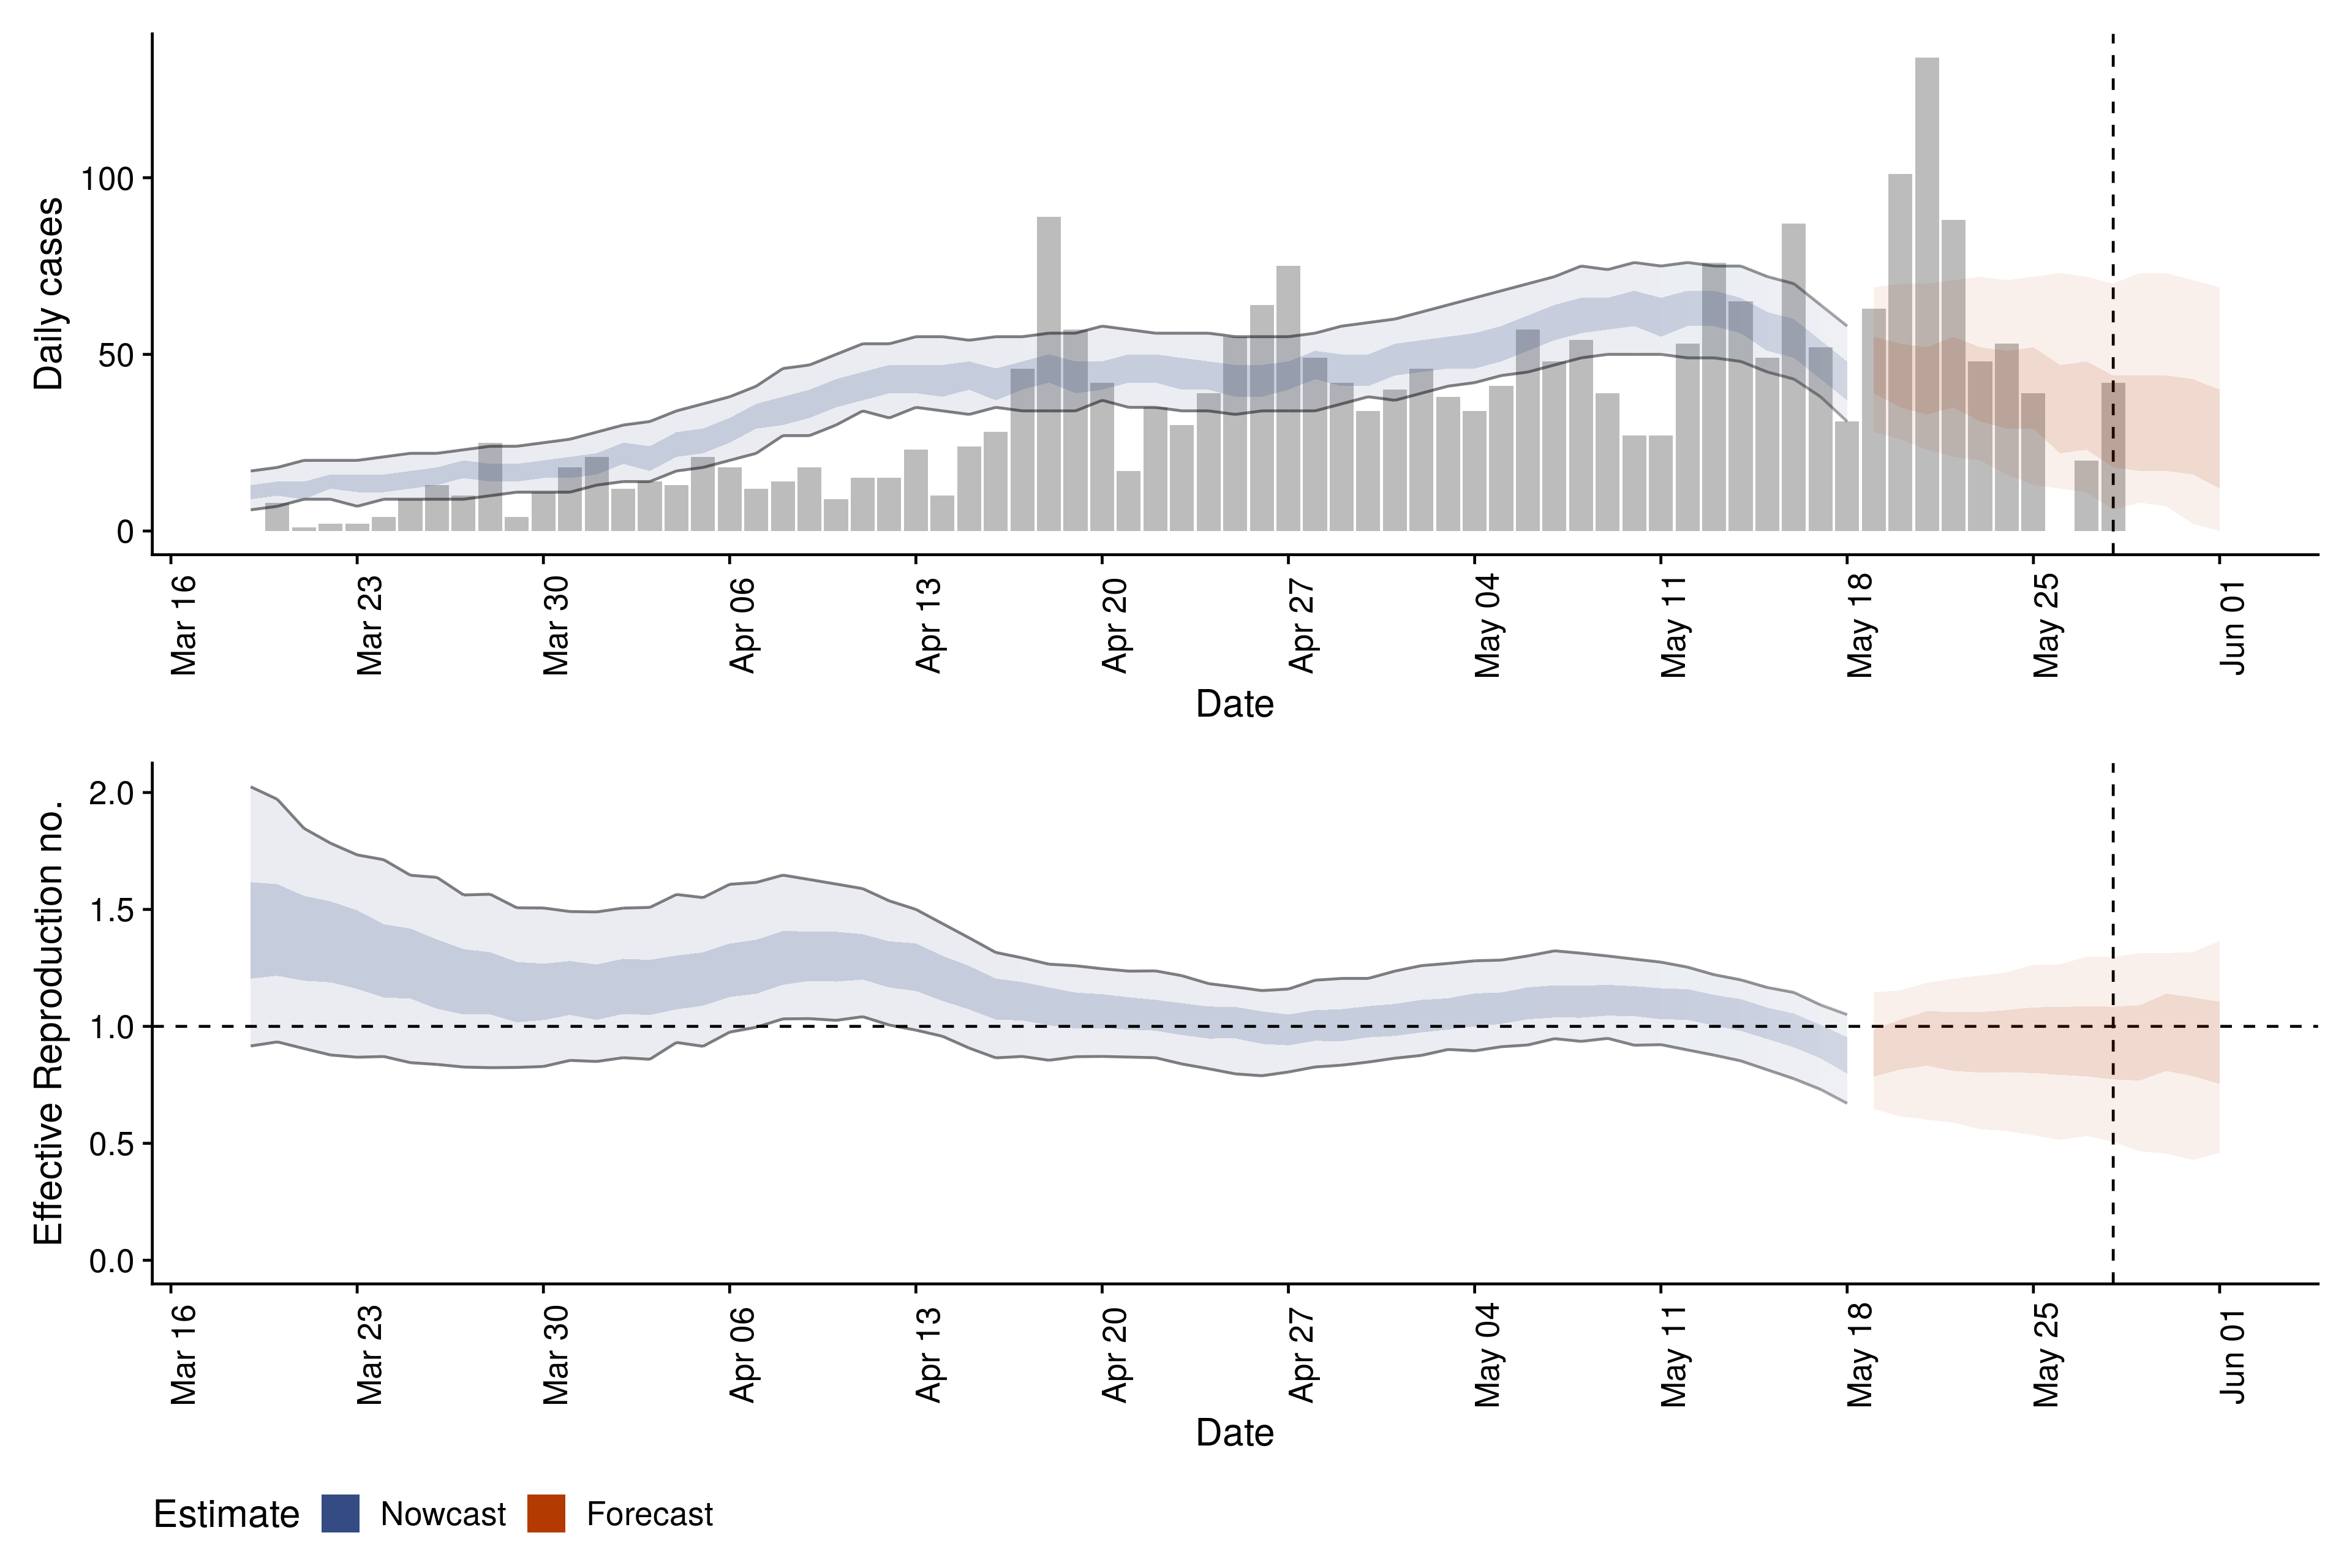 Daily cases
100
50
0
Mar 16
Mar 23
Mar 30
Apr 06
Apr 13
Apr 20
Apr 27
May 04
May 11
May 18
May 25
Jun 01
Date
Effective Reproduction no.
2.0
1.5
1.0
0.5
0.0
Mar 16
Mar 23
Mar 30
Apr 06
Apr 13
Apr 20
Apr 27
May 04
May 11
May 18
May 25
Jun 01
Date
Estimate Nowcast Forecast